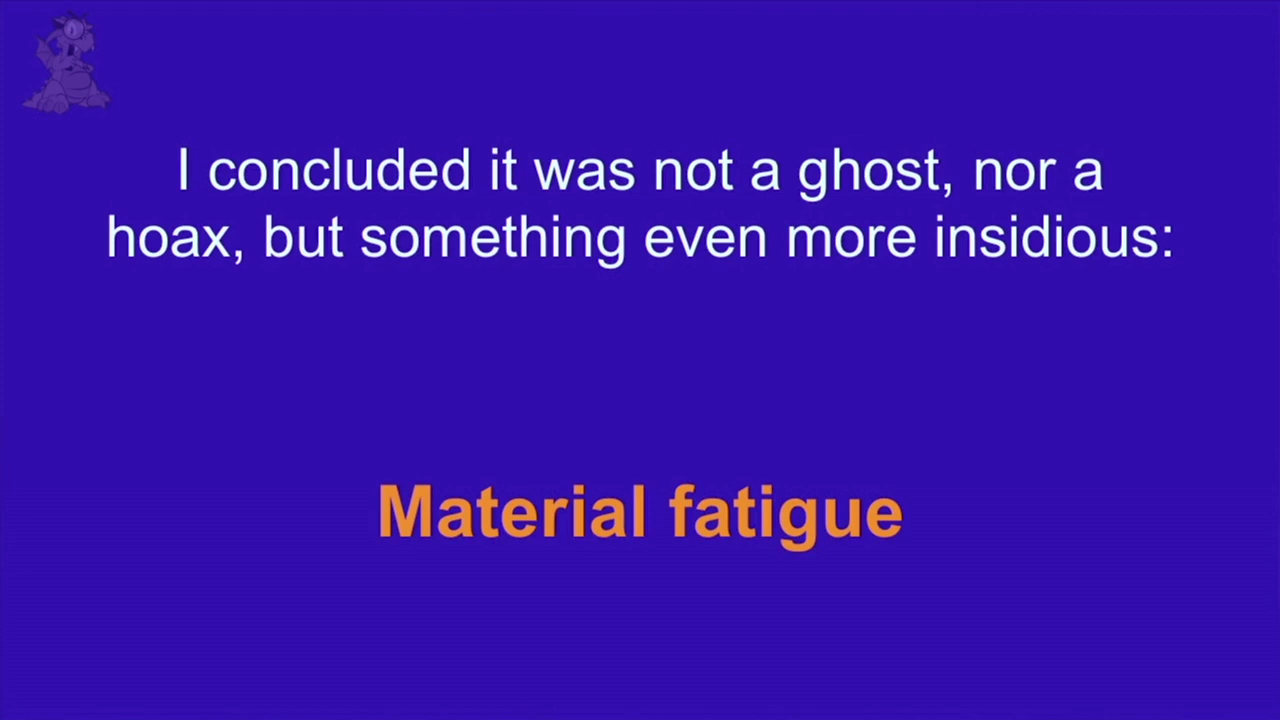 I concluded it was not a ghost, nor a
hoax, but something even more insidious:
Material fatigue